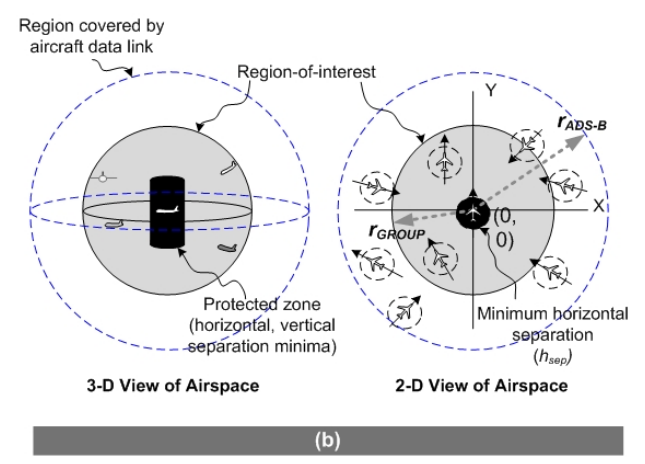 Region covered by
aircraft data link
Region-of-interest
Y
r_ADS-B
X
(0,
0)
r_GROUP
Protected zone
(horizontal, vertical
separation minima)
Minimum horizontal
separation
(h_sep)
3-D View of Airspace
2-D View of Airspace
(b)